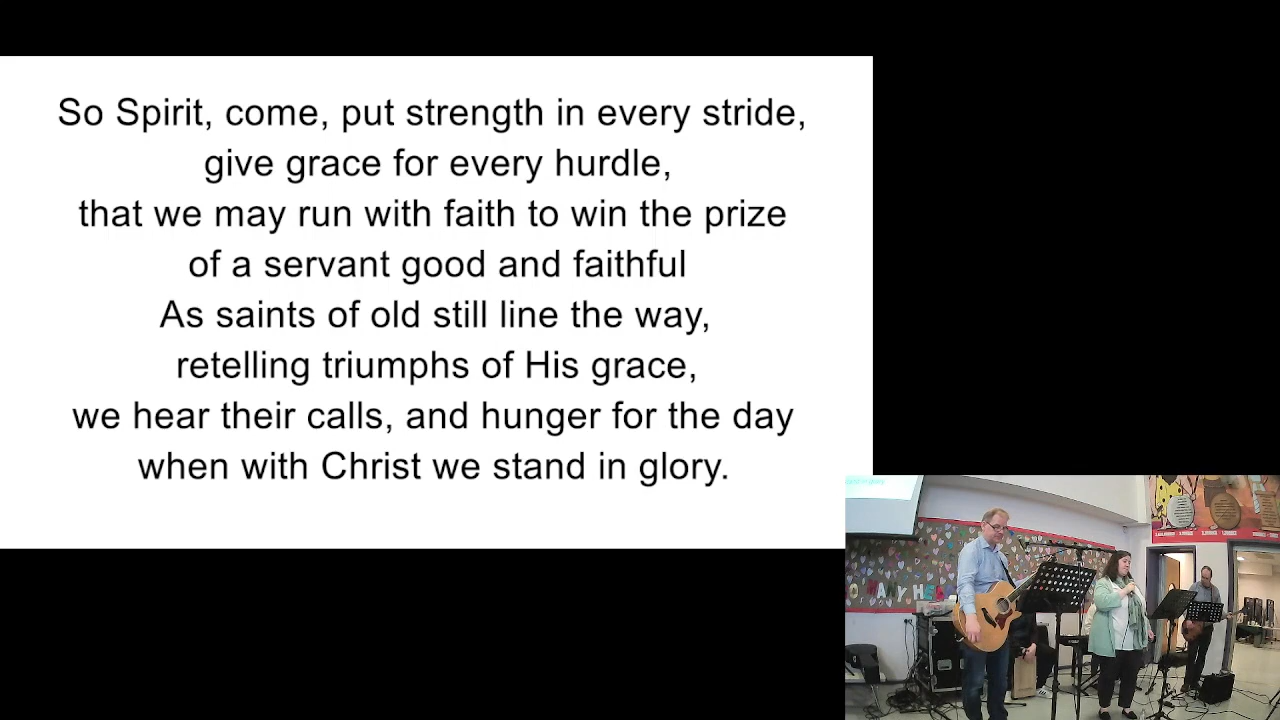 So Spirit, come, put strength in every stride,
give grace for every hurdle,
that we may run with faith to win the prize
of a servant good and faithful
As saints of old still line the way,
retelling triumphs of His grace,
we hear their calls, and hunger for the day
when with Christ we stand in glory.